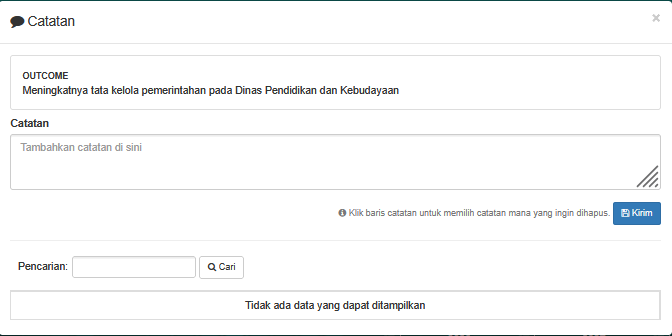 Catatan
×
OUTCOME
Meningkatnya tata kelola pemerintahan pada Dinas Pendidikan dan Kebudayaan
Catatan
Tambahkan catatan di sini
Klik baris catatan untuk memilih catatan mana yang ingin dihapus. Kirim
Pencarian: Cari
Tidak ada data yang dapat ditampilkan